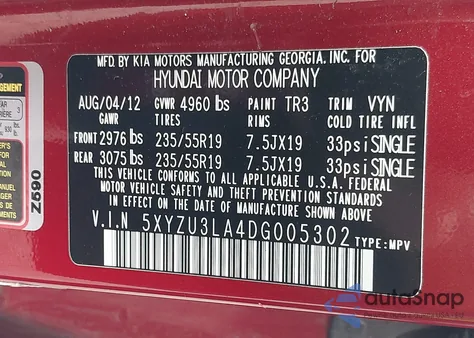 MFD. BY KIA MOTORS MANUFACTURING GEORGIA, INC. FOR
HYUNDAI MOTOR COMPANY
AUG/04/12 GVWR 4960 lbs PAINT TR3 TRIM VYN
GAWR TIRES RIMS COLD TIRE INFL
FRONT 2976 lbs 235/55R19 7.5JX19 33psi SINGLE
REAR 3075 lbs 235/55R19 7.5JX19 33psi SINGLE
THIS VEHICLE CONFORMS TO ALL APPLICABLE U.S.A. FEDERAL
MOTOR VEHICLE SAFETY AND THEFT PREVENTION STANDARDS
IN EFFECT ON THE DATE OF MANUFACTURE SHOWN ABOVE
V.I.N 5XYZU3LA4DG005302 TYPE: MPV
Z690
autoSnap